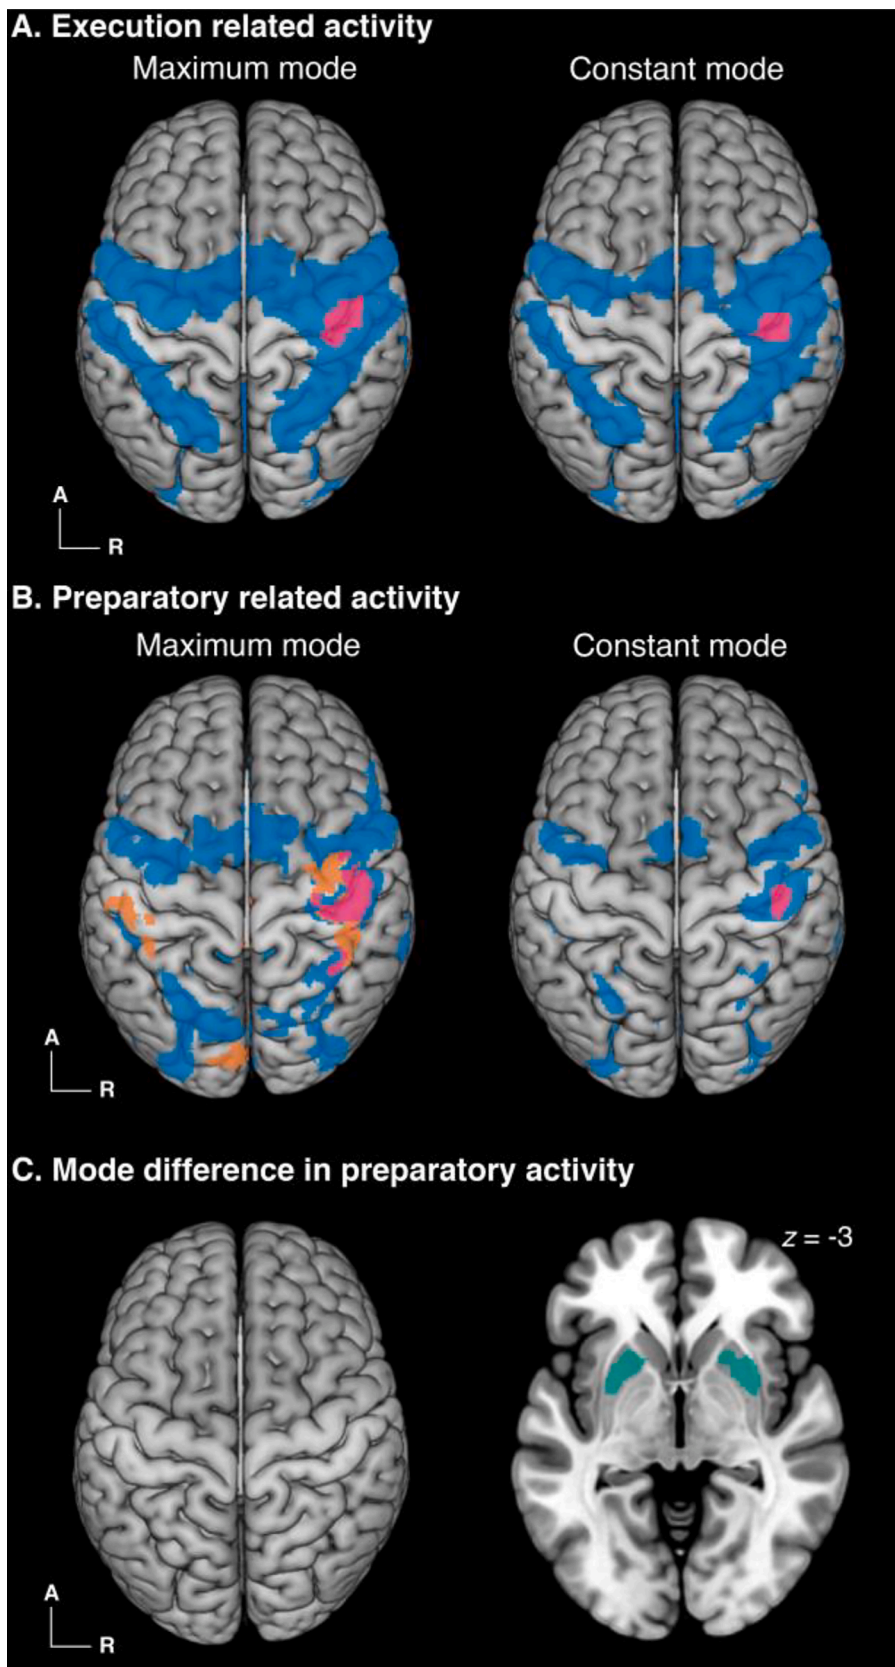 A. Execution related activity
Maximum mode
Constant mode
A
R
B. Preparatory related activity
Maximum mode
Constant mode
A
R
C. Mode difference in preparatory activity
z = -3
A
R